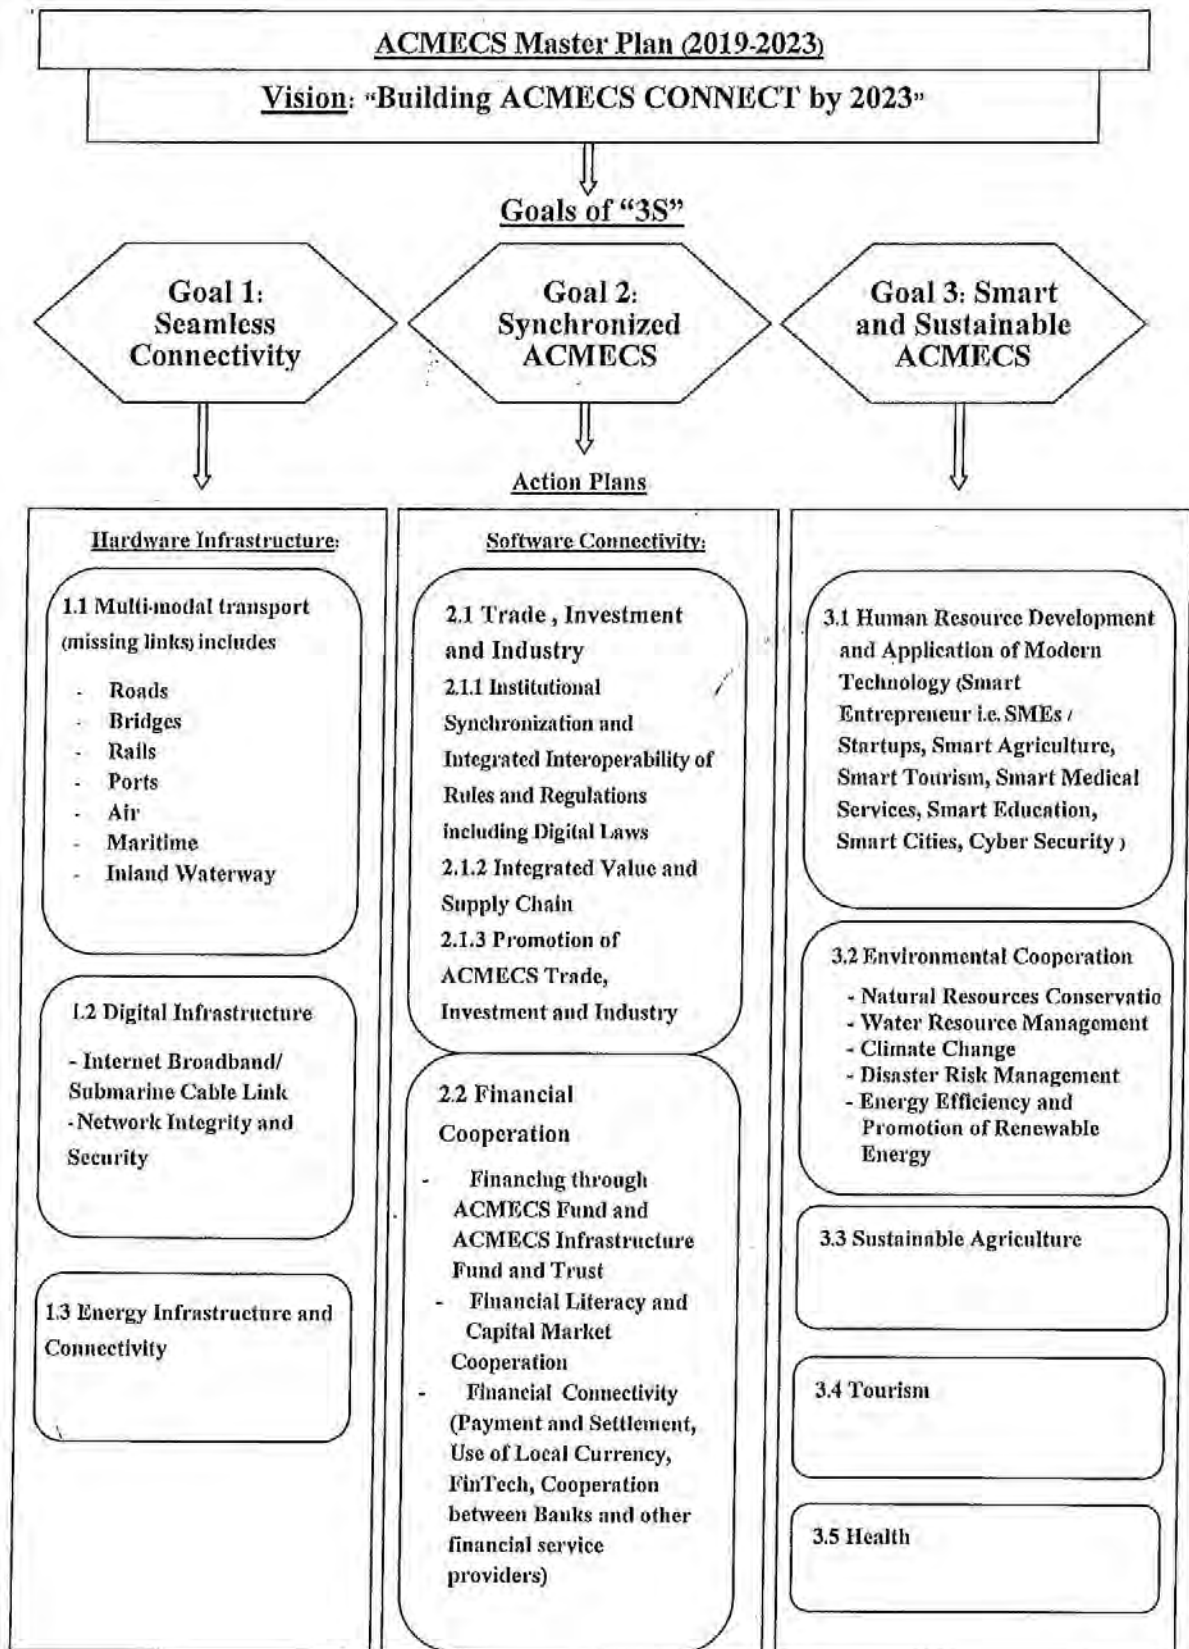 ACMECS Master Plan (2019-2023)
Vision: "Building ACMECS CONNECT by 2023"
Goals of "3S"
Goal 1:
Seamless
Connectivity
Goal 2:
Synchronized
ACMECS
Goal 3: Smart
and Sustainable
ACMECS
Action Plans
Hardware Infrastructure:
1.1 Multi-modal transport
(missing links) includes
- Roads
- Bridges
- Rails
- Ports
- Air
- Maritime
- Inland Waterway
1.2 Digital Infrastructure
- Internet Broadband/
Submarine Cable Link
- Network Integrity and
Security
1.3 Energy Infrastructure and
Connectivity
Software Connectivity:
2.1 Trade , Investment
and Industry
2.1.1 Institutional
Synchronization and
Integrated Interoperability of
Rules and Regulations
including Digital Laws
2.1.2 Integrated Value and
Supply Chain
2.1.3 Promotion of
ACMECS Trade,
Investment and Industry
2.2 Financial
Cooperation
- Financing through
ACMECS Fund and
ACMECS Infrastructure
Fund and Trust
- Financial Literacy and
Capital Market
Cooperation
- Financial Connectivity
(Payment and Settlement,
Use of Local Currency,
FinTech, Cooperation
between Banks and other
financial service
providers)
3.1 Human Resource Development
and Application of Modern
Technology (Smart
Entrepreneur i.e. SMEs /
Startups, Smart Agriculture,
Smart Tourism, Smart Medical
Services, Smart Education,
Smart Cities, Cyber Security )
3.2 Environmental Cooperation
- Natural Resources Conservatio
- Water Resource Management
- Climate Change
- Disaster Risk Management
- Energy Efficiency and
Promotion of Renewable
Energy
3.3 Sustainable Agriculture
3.4 Tourism
3.5 Health